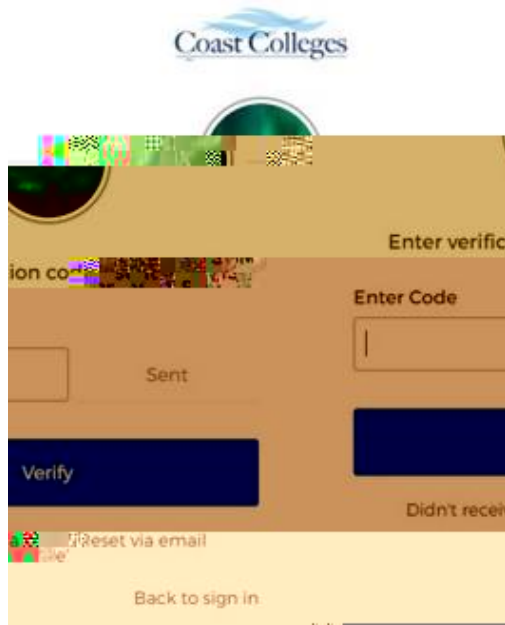 Coast Colleges
Enter verific
ion cod
Enter Code
Sent
Verify
Didn't recei
Reset via email
Back to sign in